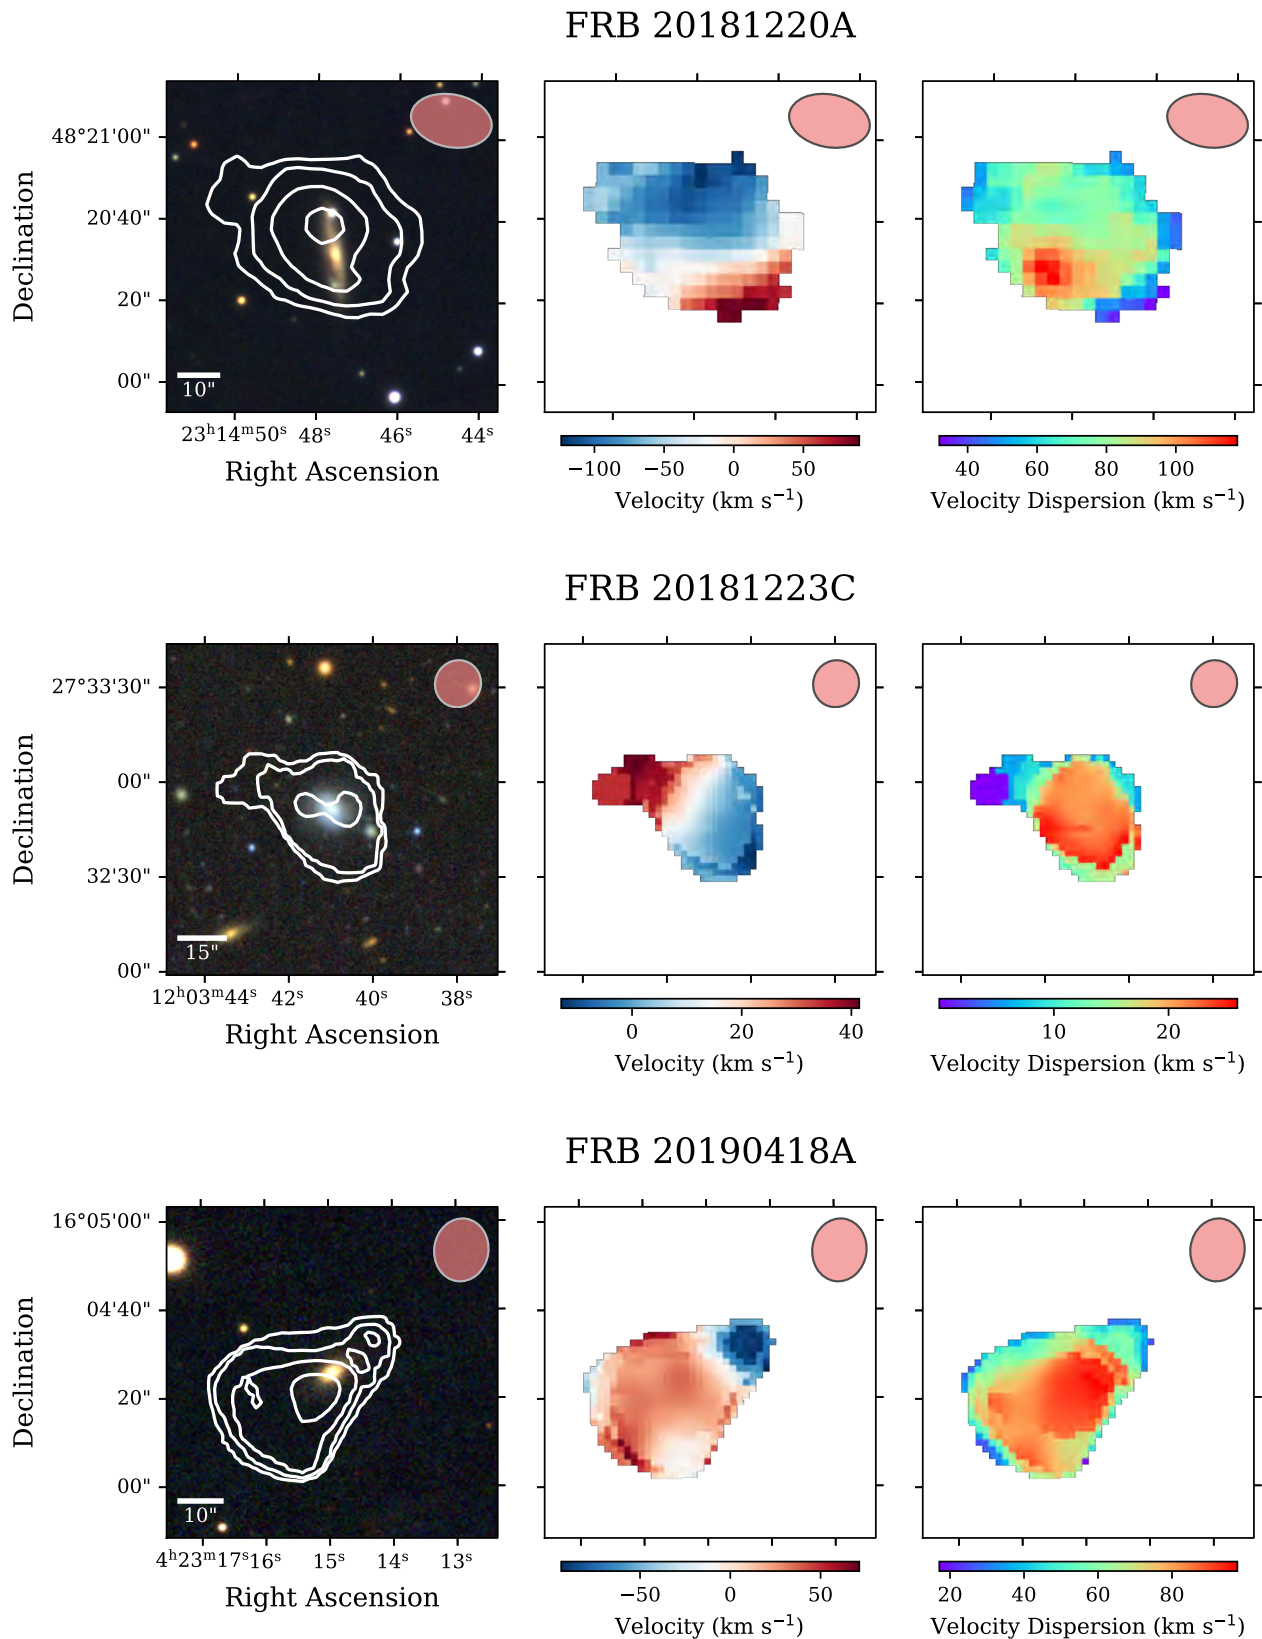 FRB 20181220A
Declination
48°21'00"
20'40"
20"
00"
10"
23ʰ14ᵐ50ˢ 48ˢ 46ˢ 44ˢ
Right Ascension
−100 −50 0 50
Velocity (km s⁻¹)
40 60 80 100
Velocity Dispersion (km s⁻¹)
FRB 20181223C
Declination
27°33'30"
00"
32'30"
00"
15"
12ʰ03ᵐ44ˢ 42ˢ 40ˢ 38ˢ
Right Ascension
0 20 40
Velocity (km s⁻¹)
10 20
Velocity Dispersion (km s⁻¹)
FRB 20190418A
Declination
16°05'00"
04'40"
20"
00"
10"
4ʰ23ᵐ17ˢ16ˢ 15ˢ 14ˢ 13ˢ
Right Ascension
−50 0 50
Velocity (km s⁻¹)
20 40 60 80
Velocity Dispersion (km s⁻¹)